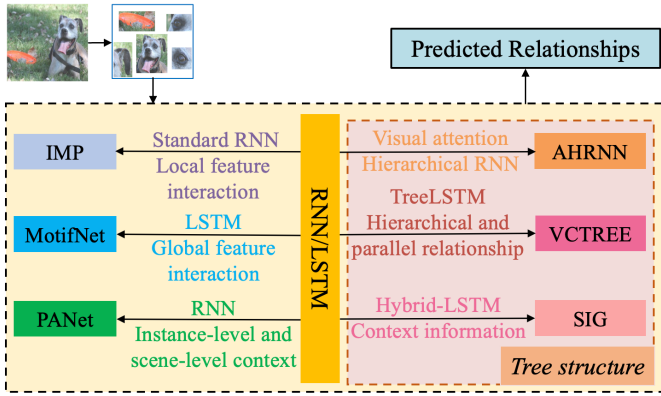 Predicted Relationships
IMP
Standard RNN
Local feature
interaction
MotifNet
LSTM
Global feature
interaction
PANet
RNN
Instance-level and
scene-level context
RNN/LSTM
Visual attention
Hierarchical RNN
AHRNN
TreeLSTM
Hierarchical and
parallel relationship
VCTREE
Hybrid-LSTM
Context information
SIG
Tree structure